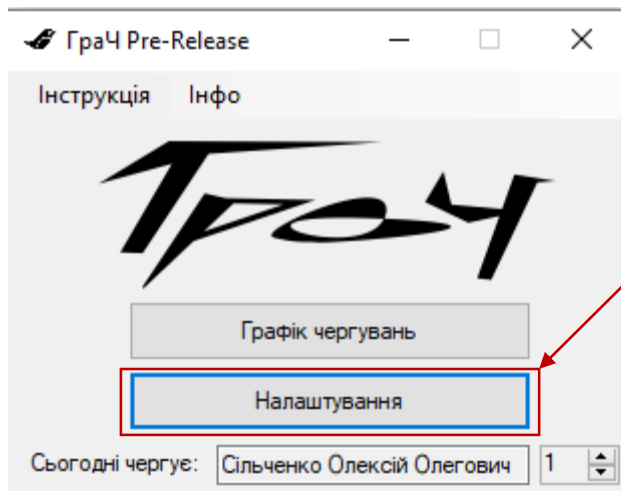 ГраЧ Pre-Release
Інструкція Інфо
ГраЧ
Графік чергувань
Налаштування
Сьогодні чергує: Сільченко Олексій Олегович 1